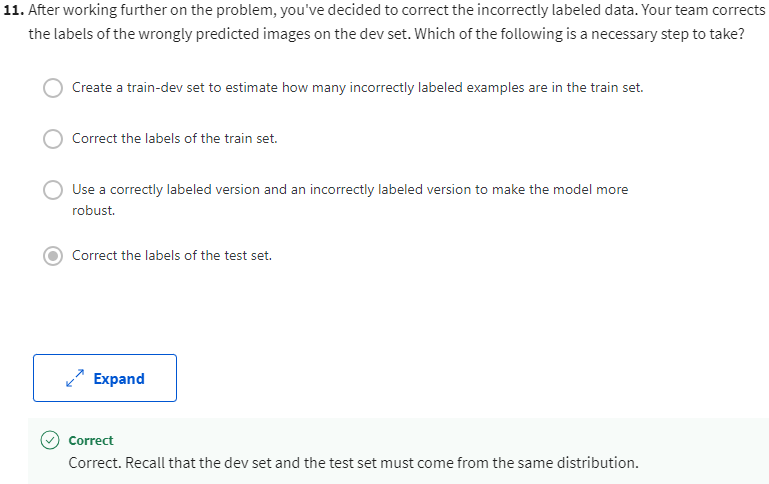 11. After working further on the problem, you've decided to correct the incorrectly labeled data. Your team corrects
the labels of the wrongly predicted images on the dev set. Which of the following is a necessary step to take?
Create a train-dev set to estimate how many incorrectly labeled examples are in the train set.
Correct the labels of the train set.
Use a correctly labeled version and an incorrectly labeled version to make the model more
robust.
Correct the labels of the test set.
Expand
Correct
Correct. Recall that the dev set and the test set must come from the same distribution.